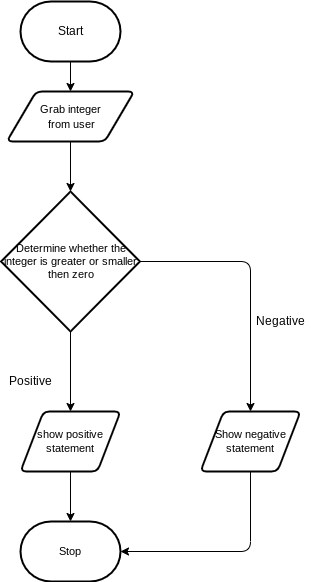 Start
Grab integer
from user
Determine whether the
integer is greater or smaller
then zero
Negative
Positive
show positive
statement
Show negative
statement
Stop